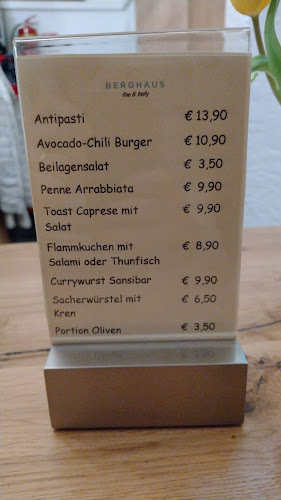 BERGHAUS
fine & tasty
Antipasti € 13,90
Avocado-Chili Burger € 10,90
Beilagensalat € 3,50
Penne Arrabbiata € 9,90
Toast Caprese mit € 9,90
Salat
Flammkuchen mit € 8,90
Salami oder Thunfisch
Currywurst Sansibar € 9,90
Sacherwürstel mit € 6,50
Kren
Portion Oliven € 3,50